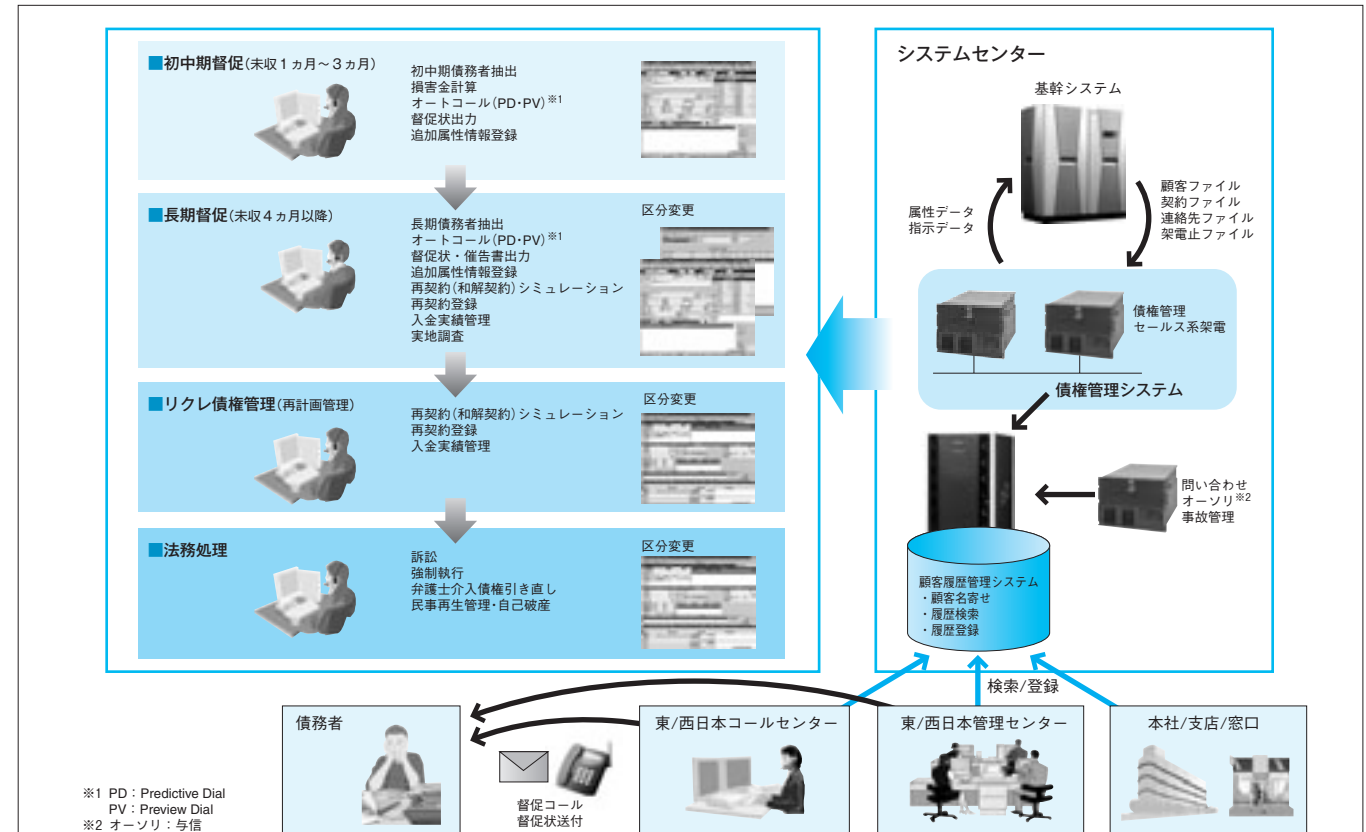 ■初中期督促(未収1ヵ月～3ヵ月)
初中期債務者抽出
損害金計算
オートコール(PD・PV)※1
督促状出力
追加属性情報登録
■長期督促(未収4ヵ月以降)
長期債務者抽出
オートコール(PD・PV)※1
督促状・催告書出力
追加属性情報登録
再契約(和解契約)シミュレーション
再契約登録
入金実績管理
実地調査
区分変更
■リクレ債権管理(再計画管理)
再契約(和解契約)シミュレーション
再契約登録
入金実績管理
区分変更
■法務処理
訴訟
強制執行
弁護士介入債権引き直し
民事再生管理・自己破産
区分変更
システムセンター
基幹システム
属性データ
指示データ
顧客ファイル
契約ファイル
連絡先ファイル
架電止ファイル
債権管理
セールス系架電
債権管理システム
問い合わせ
オーソリ※2
事故管理
顧客履歴管理システム
・顧客名寄せ
・履歴検索
・履歴登録
検索/登録
債務者
督促コール
督促状送付
東/西日本コールセンター
東/西日本管理センター
本社/支店/窓口
※1 PD：Predictive Dial
PV：Preview Dial
※2 オーソリ：与信